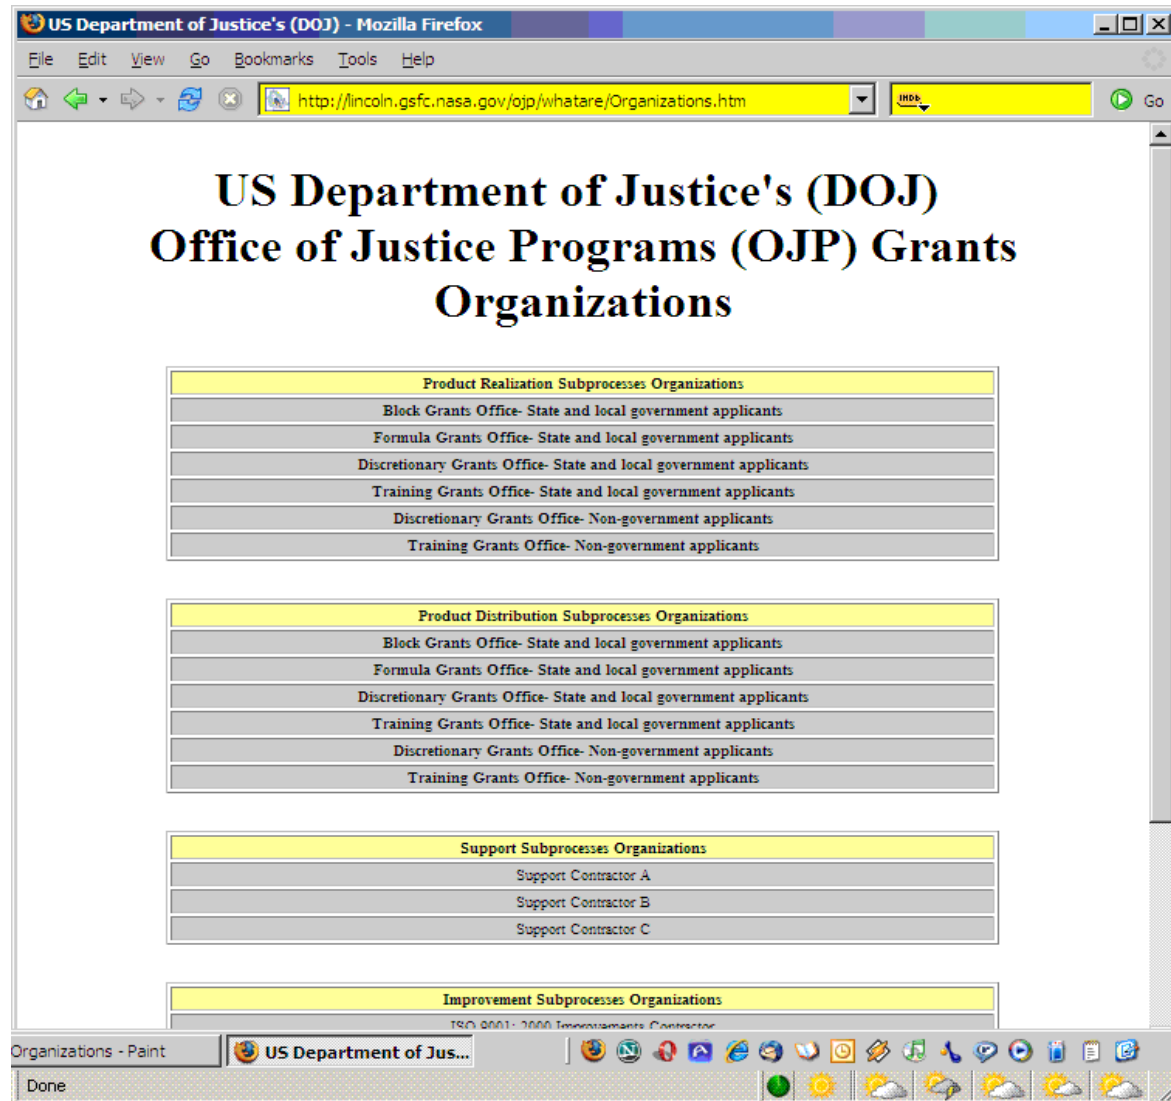 US Department of Justice's (DOJ) - Mozilla Firefox
File Edit View Go Bookmarks Tools Help
http://lincoln.gsfc.nasa.gov/ojp/whatare/Organizations.htm IMDb Go
US Department of Justice's (DOJ)
Office of Justice Programs (OJP) Grants
Organizations
Product Realization Subprocesses Organizations
Block Grants Office- State and local government applicants
Formula Grants Office- State and local government applicants
Discretionary Grants Office- State and local government applicants
Training Grants Office- State and local government applicants
Discretionary Grants Office- Non-government applicants
Training Grants Office- Non-government applicants
Product Distribution Subprocesses Organizations
Block Grants Office- State and local government applicants
Formula Grants Office- State and local government applicants
Discretionary Grants Office- State and local government applicants
Training Grants Office- State and local government applicants
Discretionary Grants Office- Non-government applicants
Training Grants Office- Non-government applicants
Support Subprocesses Organizations
Support Contractor A
Support Contractor B
Support Contractor C
Improvement Subprocesses Organizations
ISO 9001: 2000 Improvements Contractor
Organizations - Paint US Department of Jus...
Done